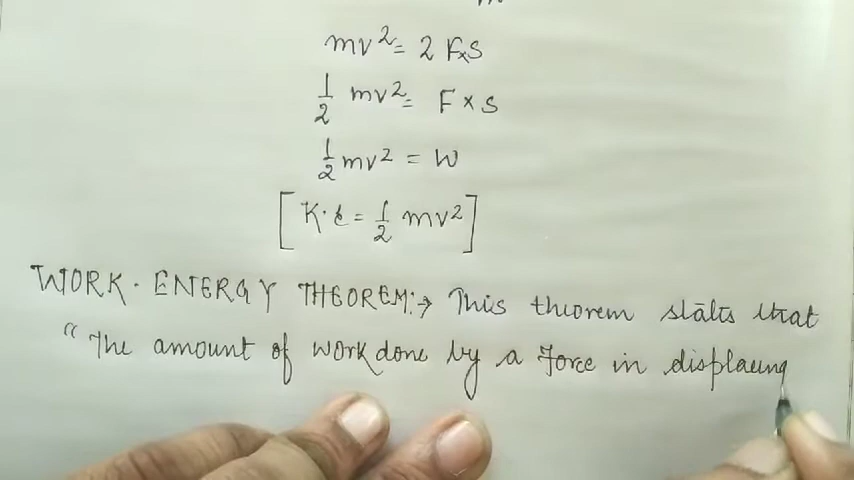 mv²= 2 F×S
1/2 mv²= F × S
1/2 mv² = W
[K.E = 1/2 mv²]
WORK. ENERGY THEOREM:→ This theorem states that
"The amount of work done by a Force in displacing